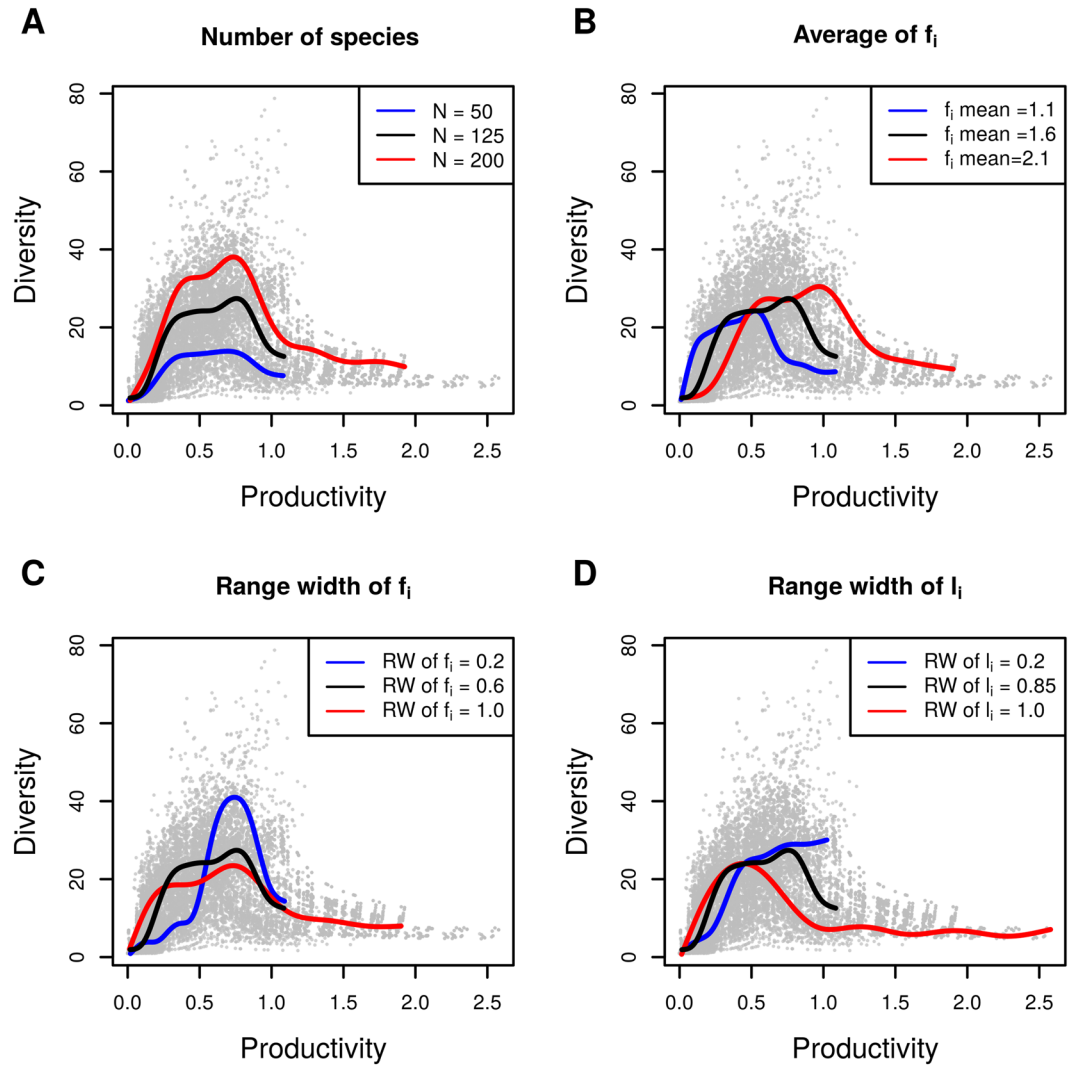 A
Number of species
80
60
40
20
0
Diversity
N = 50
N = 125
N = 200
0.0 0.5 1.0 1.5 2.0 2.5
Productivity
B
Average of fi
80
60
40
20
0
Diversity
fi mean =1.1
fi mean =1.6
fi mean=2.1
0.0 0.5 1.0 1.5 2.0 2.5
Productivity
C
Range width of fi
80
60
40
20
0
Diversity
RW of fi = 0.2
RW of fi = 0.6
RW of fi = 1.0
0.0 0.5 1.0 1.5 2.0 2.5
Productivity
D
Range width of li
80
60
40
20
0
Diversity
RW of li = 0.2
RW of li = 0.85
RW of li = 1.0
0.0 0.5 1.0 1.5 2.0 2.5
Productivity